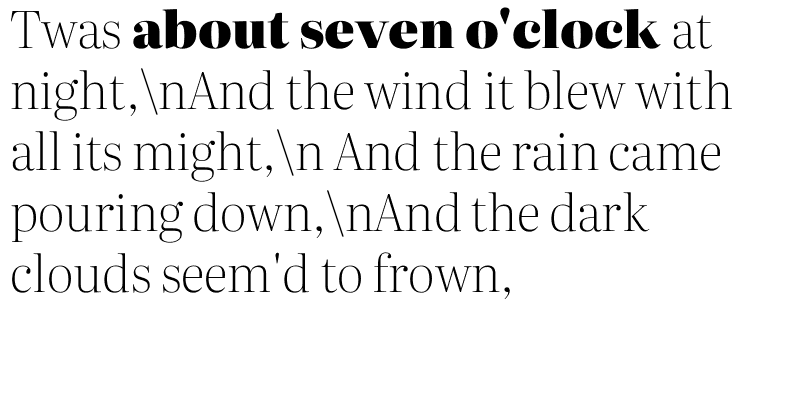 Twas about seven o'clock at
night,\nAnd the wind it blew with
all its might,\n And the rain came
pouring down,\nAnd the dark
clouds seem'd to frown,